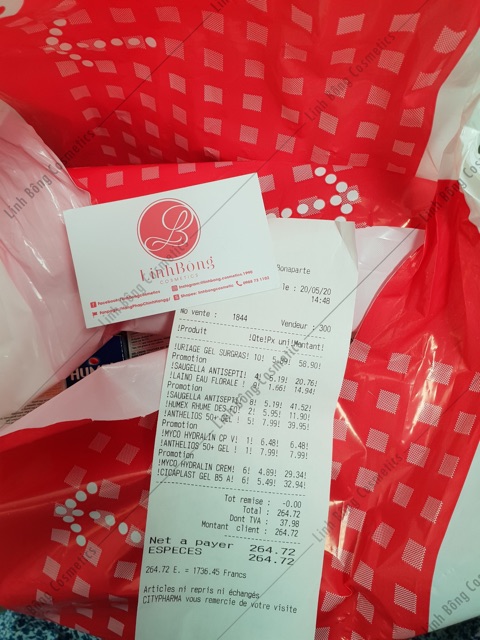 LB
LinhBông
COSMETICS
Bonaparte
le : 20/05/20
14:48
No vente : 1844
Vendeur : 300
!Produit !Qte!Px uni!Montant!
!URIAGE GEL SURGRAS! 10! 5. 58.90!
Promotion
!SAUGELLA ANTISEPTI! 4! 5.19! 20.76!
!LAINO EAU FLORALE ! 1.66! 14.94!
Promotion
!SAUGELLA ANTISEPTI! 8! 5.19! 41.52!
!HUMEX RHUME DES 2! 5.95! 11.90!
!ANTHELIOS 50+ GEL ! 5! 7.99! 39.95!
Promotion
!MYCO HYDRALIN CP V! 1! 6.48! 6.48!
!ANTHELIOS 50+ GEL ! 1! 7.99! 7.99!
Promotion
!MYCO HYDRALIN CREM! 6! 4.89! 29.34!
!CICAPLAST GEL B5 A! 6! 5.49! 32.94!
Tot remise : -0.00
Total : 264.72
Dont TVA : 37.98
Montant client : 264.72
Net a payer 264.72
ESPECES 264.72
264.72 E. = 1736.45 Francs
Articles ni repris ni échangés
CITYPHARMA vous remercie de votre visite
HUM
Linh Bông Cosmetics